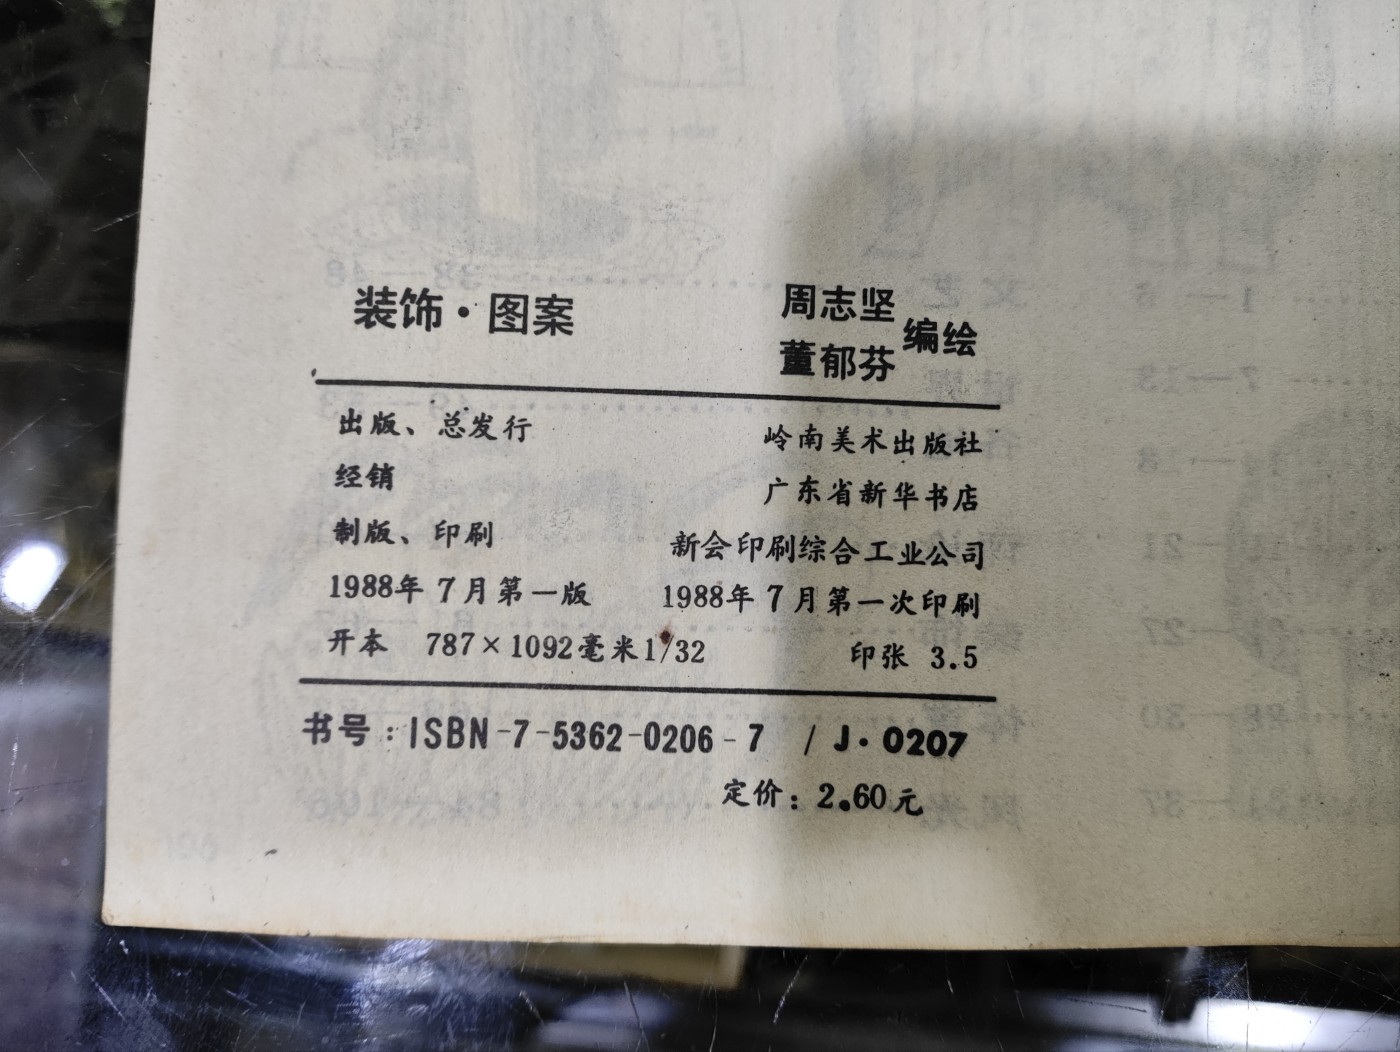 装饰·图案
周志坚
董郁芬
编绘
出版、总发行 岭南美术出版社
经销 广东省新华书店
制版、印刷 新会印刷综合工业公司
1988年 7月第一版 1988年 7月第一次印刷
开本 787×1092毫米1/32 印张 3.5
书号:ISBN-7-5362-0206-7 / J·0207
定价:2.60元